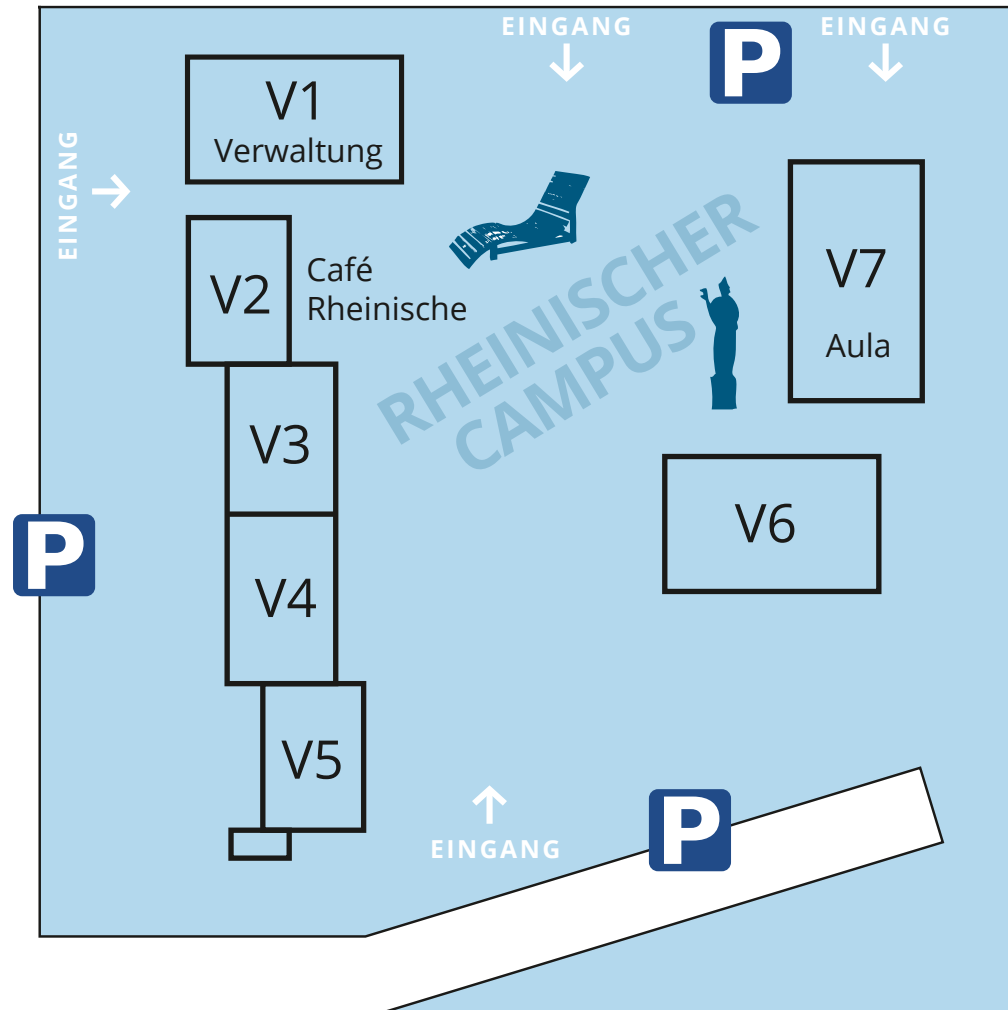 EINGANG
P
EINGANG
V1
Verwaltung
EINGANG
V2
Café
Rheinische
RHEINISCHER
CAMPUS
V7
Aula
V3
V6
P
V4
V5
P
EINGANG